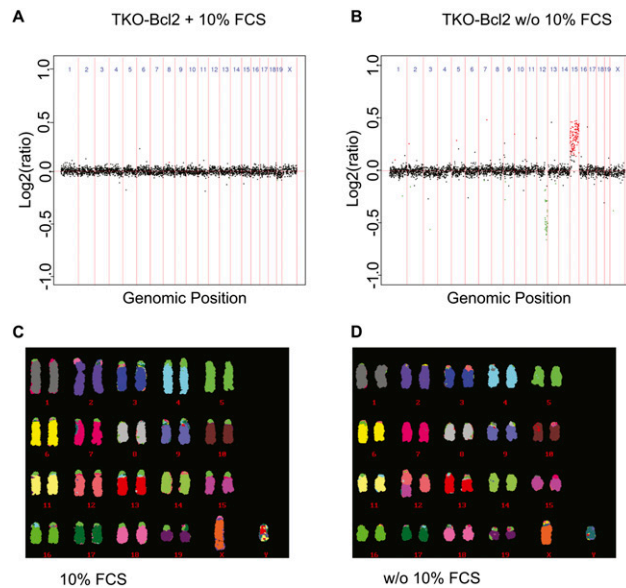 A
TKO-Bcl2 + 10% FCS
B
TKO-Bcl2 w/o 10% FCS
1 2 3 4 5 6 7 8 9 10 11 12 13 14 15 16 17 18 19 X
1.0
0.5
0.0
-0.5
-1.0
Log2(ratio)
Genomic Position
1 2 3 4 5 6 7 8 9 10 11 12 13 14 15 16 17 18 19 X
1.0
0.5
0.0
-0.5
-1.0
Log2(ratio)
Genomic Position
C
D
1 2 3 4 5
6 7 8 9 10
11 12 13 14 15
16 17 18 19 X Y
10% FCS
1 2 3 4 5
6 7 8 9 10
11 12 13 14 15
16 17 18 19 X Y
w/o 10% FCS